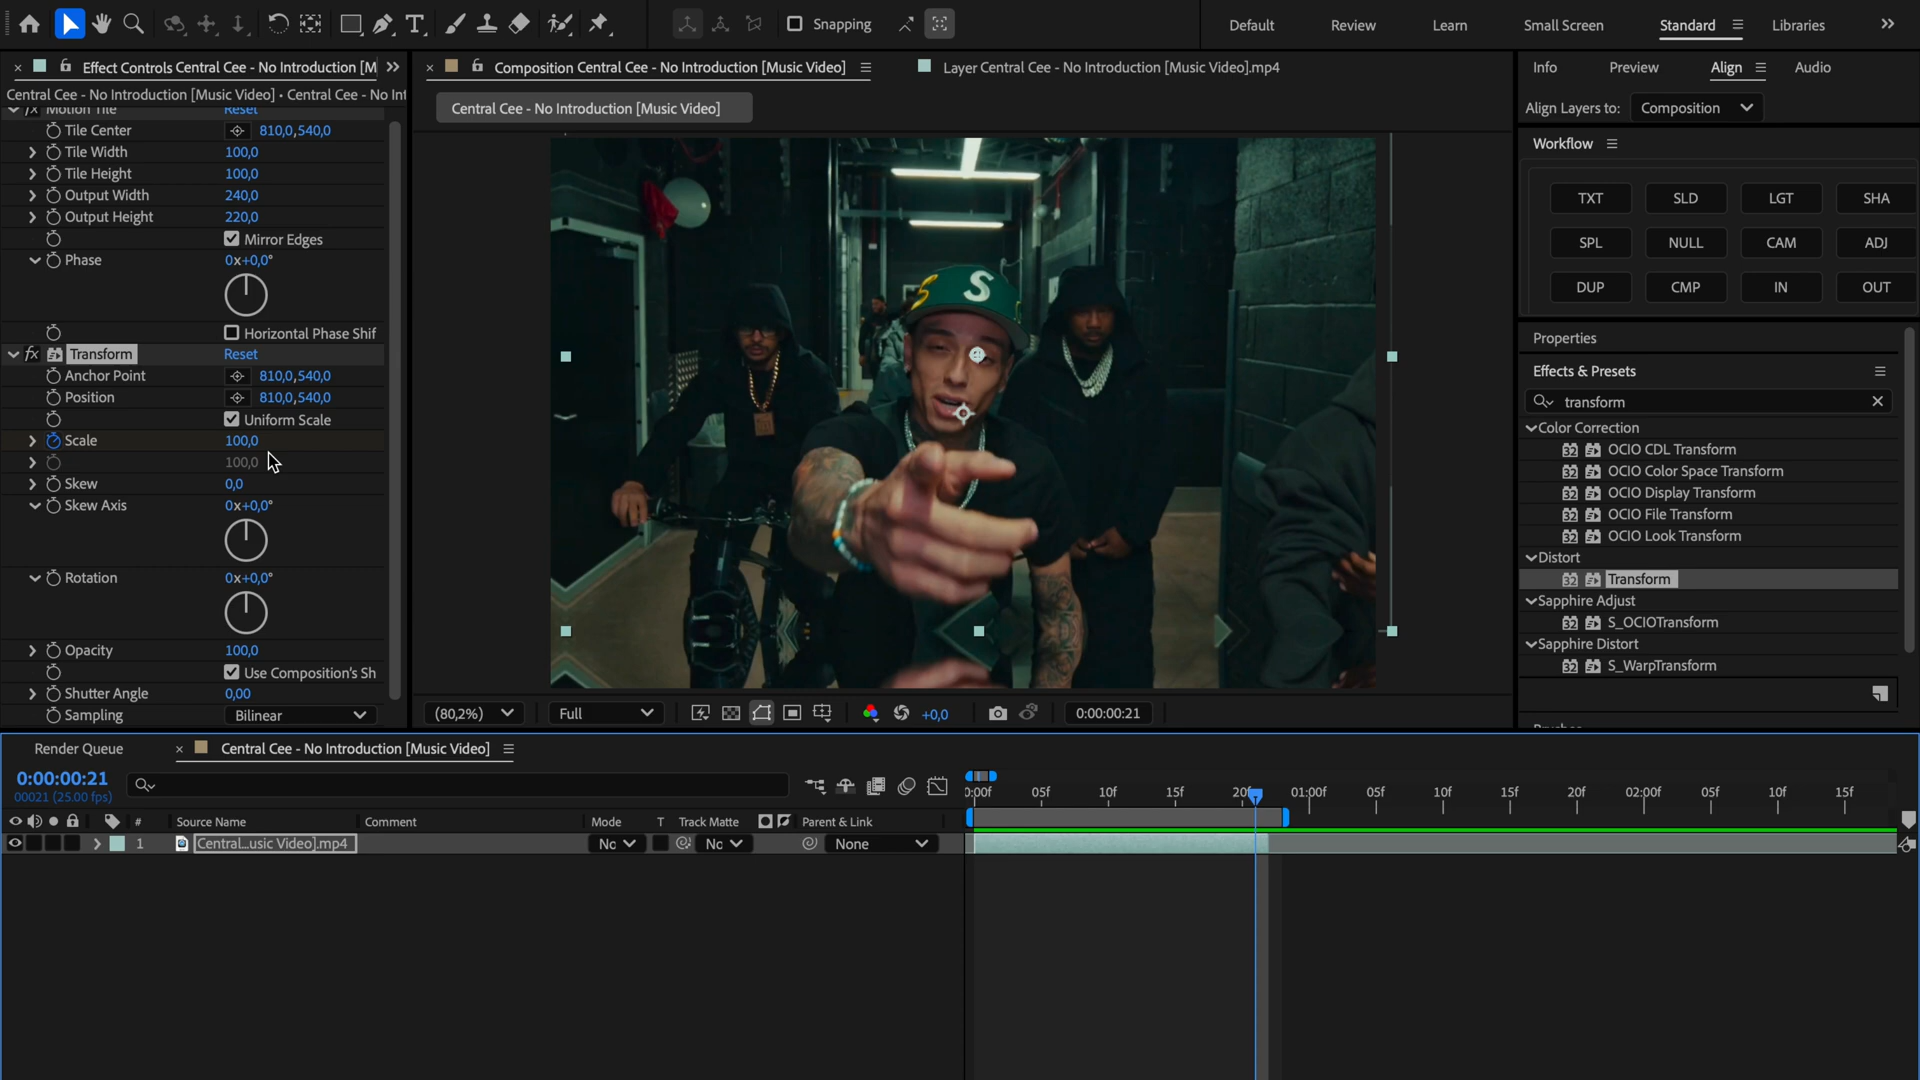 Snapping
Default
Review
Learn
Small Screen
Standard
Libraries
Effect Controls Central Cee - No Introduction [M
Central Cee - No Introduction [Music Video] • Central Cee - No Int
Motion Tile
Reset
Tile Center
810,0,540,0
Tile Width
100,0
Tile Height
100,0
Output Width
240,0
Output Height
220,0
Mirror Edges
Phase
0x+0,0°
Horizontal Phase Shif
fx
Transform
Reset
Anchor Point
810,0,540,0
Position
810,0,540,0
Uniform Scale
Scale
100,0
100,0
Skew
0,0
Skew Axis
0x+0,0°
Rotation
0x+0,0°
Opacity
100,0
Use Composition's Sh
Shutter Angle
0,00
Sampling
Bilinear
Composition Central Cee - No Introduction [Music Video]
Layer Central Cee - No Introduction [Music Video].mp4
Central Cee - No Introduction [Music Video]
S
(80,2%)
Full
+0,0
0:00:00:21
Info
Preview
Align
Audio
Align Layers to:
Composition
Workflow
TXT
SLD
LGT
SHA
SPL
NULL
CAM
ADJ
DUP
CMP
IN
OUT
Properties
Effects & Presets
transform
Color Correction
32
OCIO CDL Transform
32
OCIO Color Space Transform
32
OCIO Display Transform
32
OCIO File Transform
32
OCIO Look Transform
Distort
32
Transform
Sapphire Adjust
32
S_OCIOTransform
Sapphire Distort
32
S_WarpTransform
Render Queue
Central Cee - No Introduction [Music Video]
0:00:00:21
00021 (25.00 fps)
#
Source Name
Comment
Mode
T
Track Matte
Parent & Link
1
Central...usic Video].mp4
Nc
Nc
None
0:00f
05f
10f
15f
20f
01:00f
05f
10f
15f
20f
02:00f
05f
10f
15f